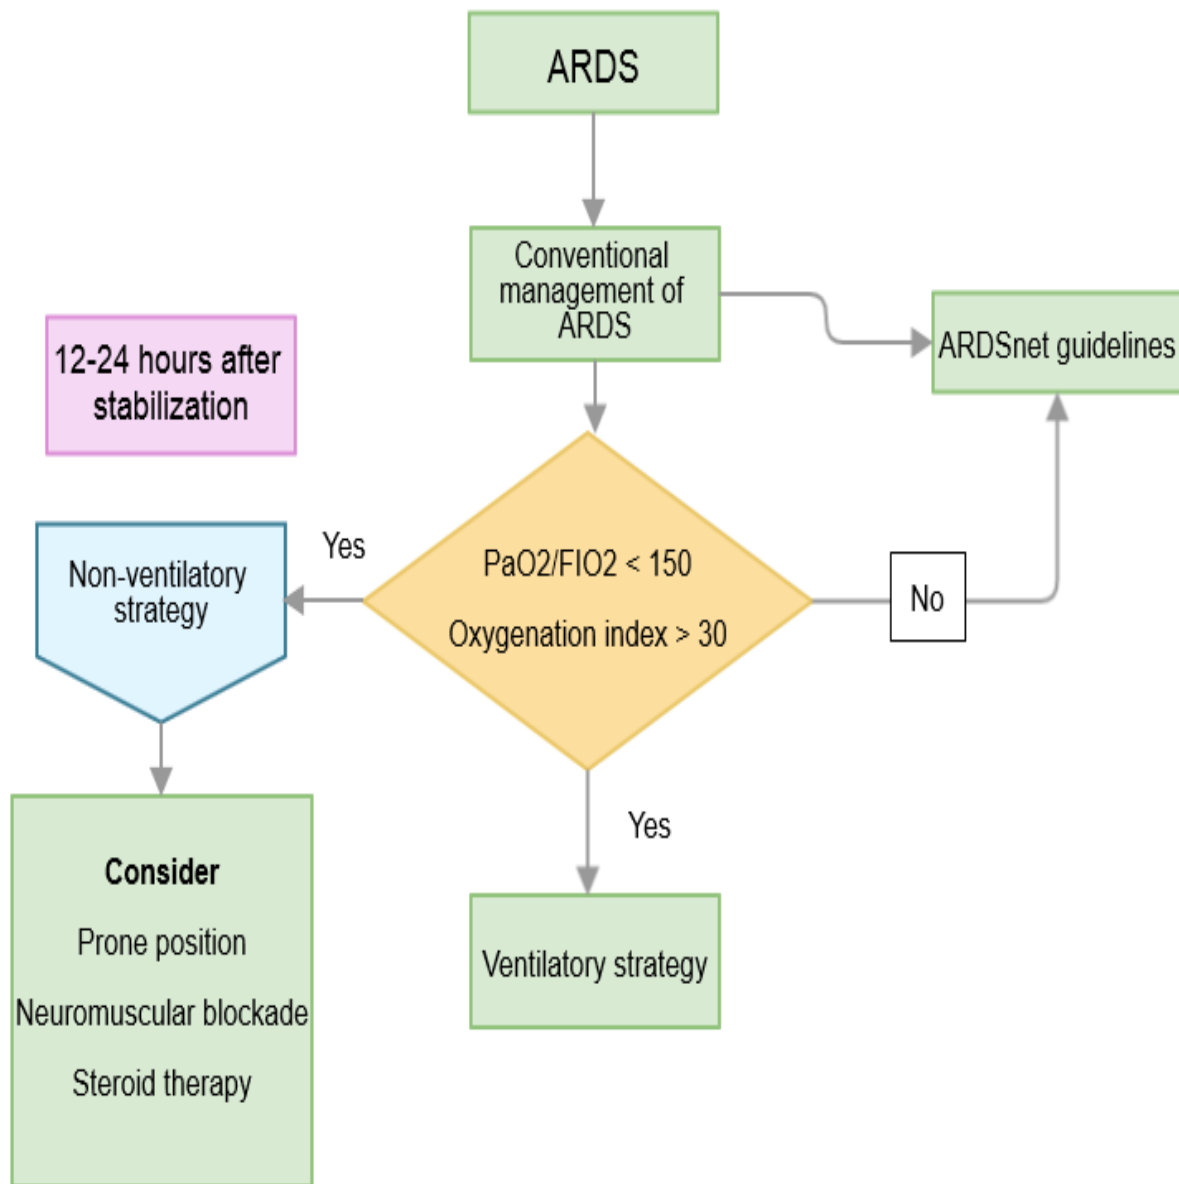 ARDS
Conventional
management of
ARDS
ARDSnet guidelines
12-24 hours after
stabilization
Non-ventilatory
strategy
Yes
PaO2/FIO2 < 150
Oxygenation index > 30
No
Yes
Consider
Prone position
Neuromuscular blockade
Steroid therapy
Ventilatory strategy